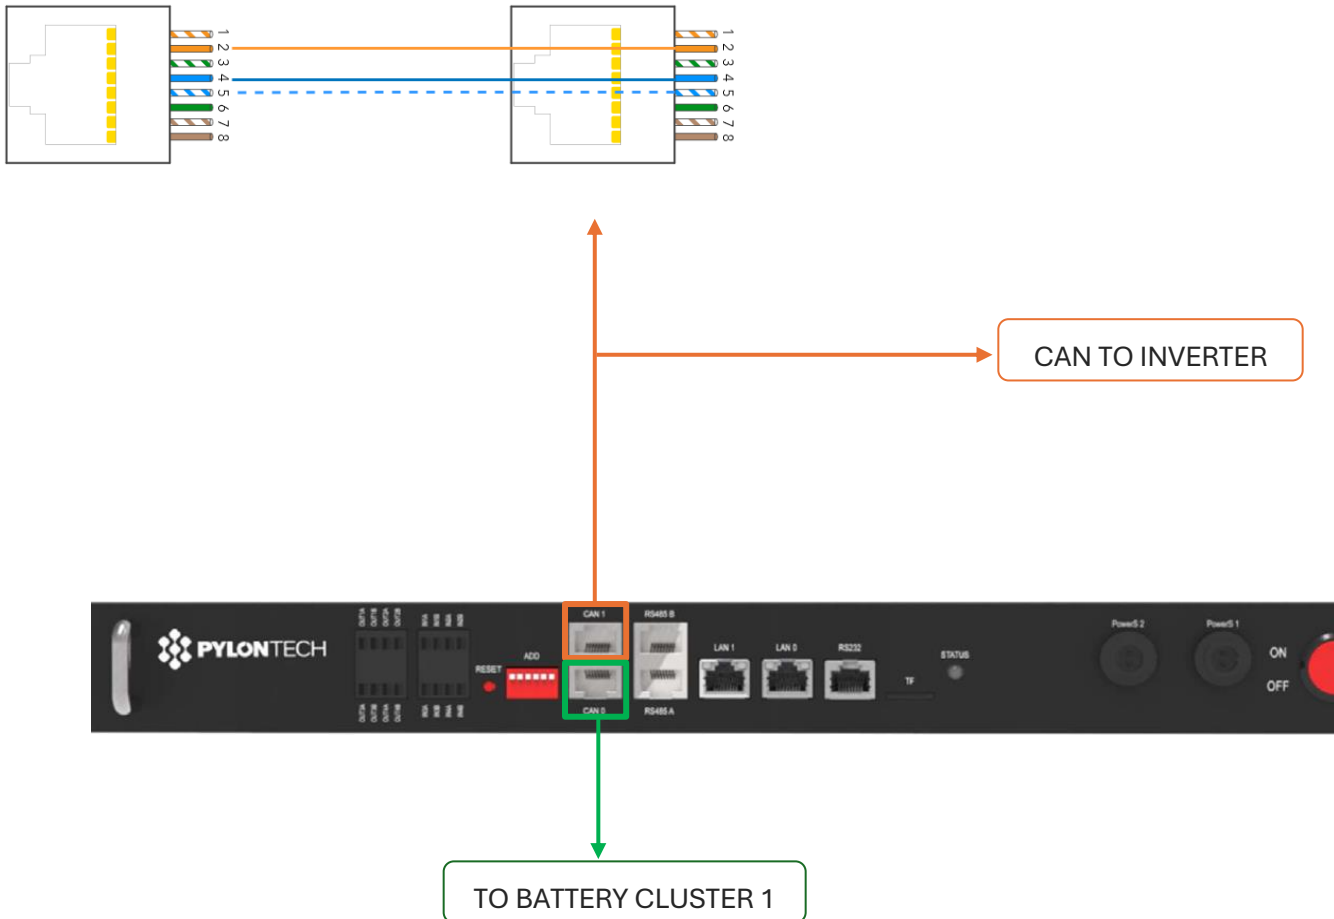 1
2
3
4
5
6
7
8
1
2
3
4
5
6
7
8
CAN TO INVERTER
PYLONTECH
RESET
ADD
CAN 1
CAN 0
RS485 B
RS485 A
LAN 1
LAN 0
RS232
TF
STATUS
PowerS 2
PowerS 1
ON
OFF
TO BATTERY CLUSTER 1